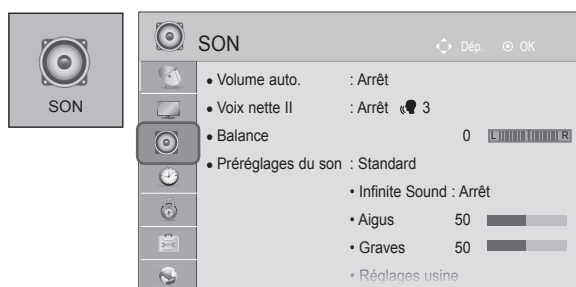 SON
SON
Dép. OK
• Volume auto. : Arrêt
• Voix nette II : Arrêt 3
• Balance 0 L R
• Préréglages du son : Standard
• Infinite Sound : Arrêt
• Aigus 50
• Graves 50
• Réglages usine